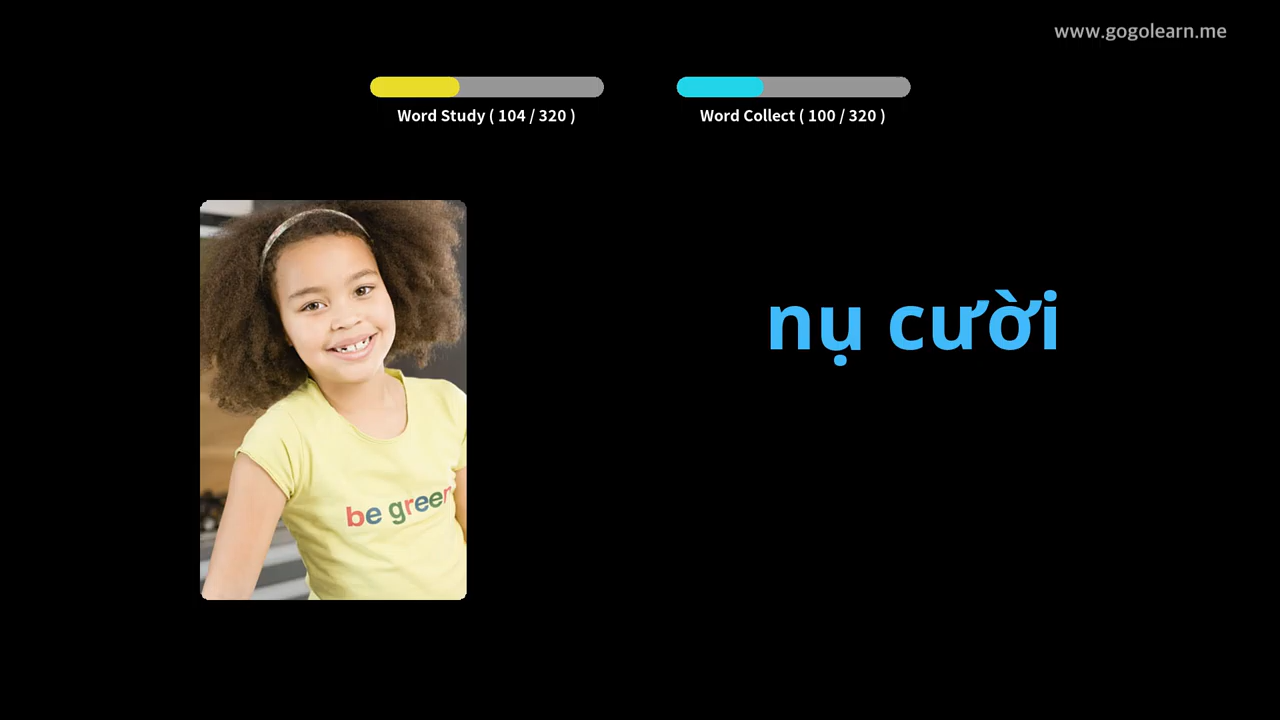 www.gogolearn.me
Word Study ( 104 / 320 )
Word Collect ( 100 / 320 )
nụ cười
be green